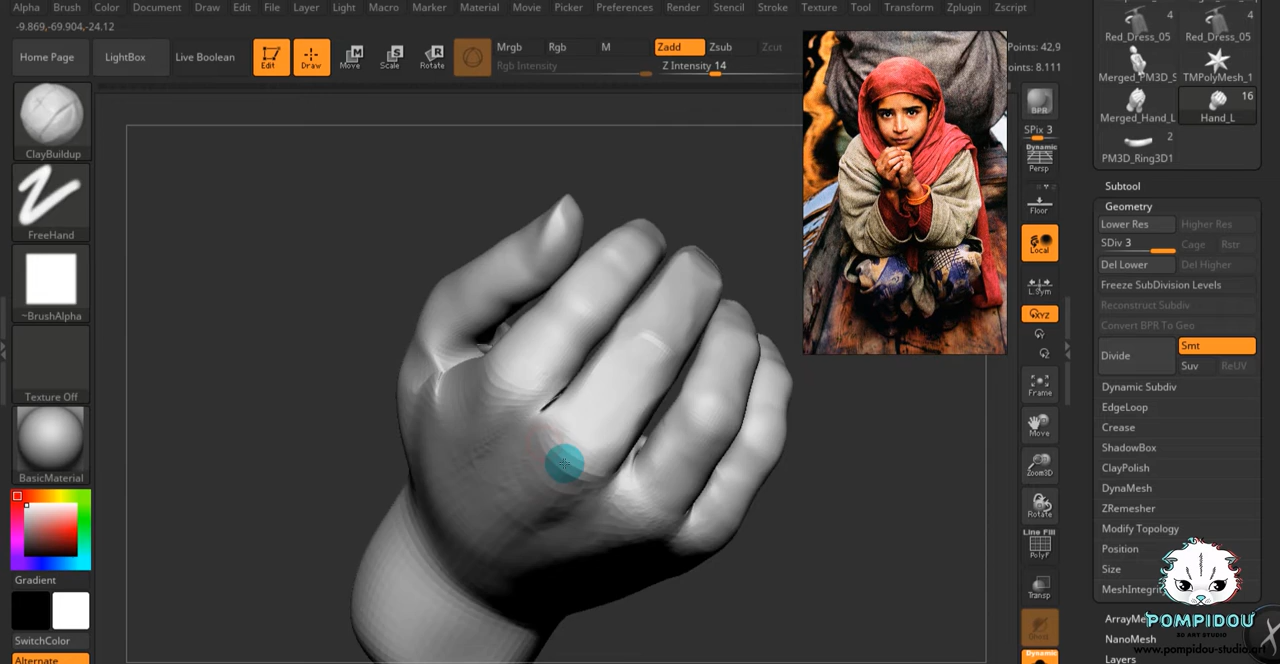 Alpha Brush Color Document Draw Edit File Layer Light Macro Marker Material Movie Picker Preferences Render Stencil Stroke Texture Tool Transform Zplugin Zscript
-9.869,-69.904,-24.12
Home Page LightBox Live Boolean Edit Draw Move Scale Rotate
Mrgb Rgb M Zadd Zsub Zcut
Rgb Intensity Z Intensity 14
Points: 42,9
oints: 8.111
ClayBuildup
FreeHand
~BrushAlpha
Texture Off
BasicMaterial
Gradient
SwitchColor
Alternate
BPR
SPix 3
Dynamic
Persp
Floor
Local
L.Sym
XYZ
Frame
Move
Zoom3D
Rotate
Line Fill
PolyF
Transp
Ghost
Dynamic
4 4
Red_Dress_05 Red_Dress_05
Merged_PM3D_S TMPolyMesh_1
16
Merged_Hand_L Hand_L
2
PM3D_Ring3D1
Subtool
Geometry
Lower Res Higher Res
SDiv 3 Cage Rstr
Del Lower Del Higher
Freeze SubDivision Levels
Reconstruct Subdiv
Convert BPR To Geo
Divide Smt
Suv ReUV
Dynamic Subdiv
EdgeLoop
Crease
ShadowBox
ClayPolish
DynaMesh
ZRemesher
Modify Topology
Position
Size
MeshIntegrity
ArrayMe
NanoMesh
Layers
POMPIDOU
3D ART STUDIO
www.pompidou-studio.art